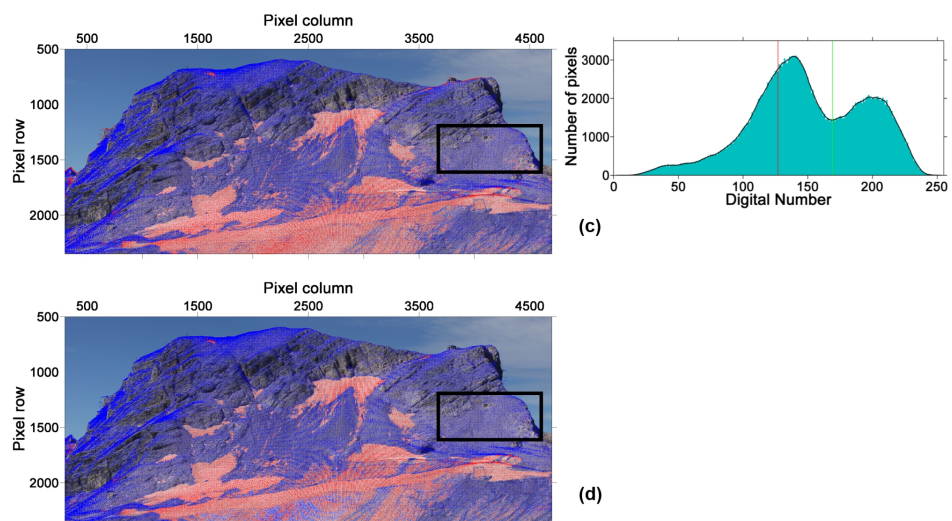 Pixel column
500 1500 2500 3500 4500
500
1000
1500
2000
Pixel row
3000
2000
1000
0
Number of pixels
0 50 100 150 200 250
Digital Number
(c)
Pixel column
500 1500 2500 3500 4500
500
1000
1500
2000
Pixel row
(d)